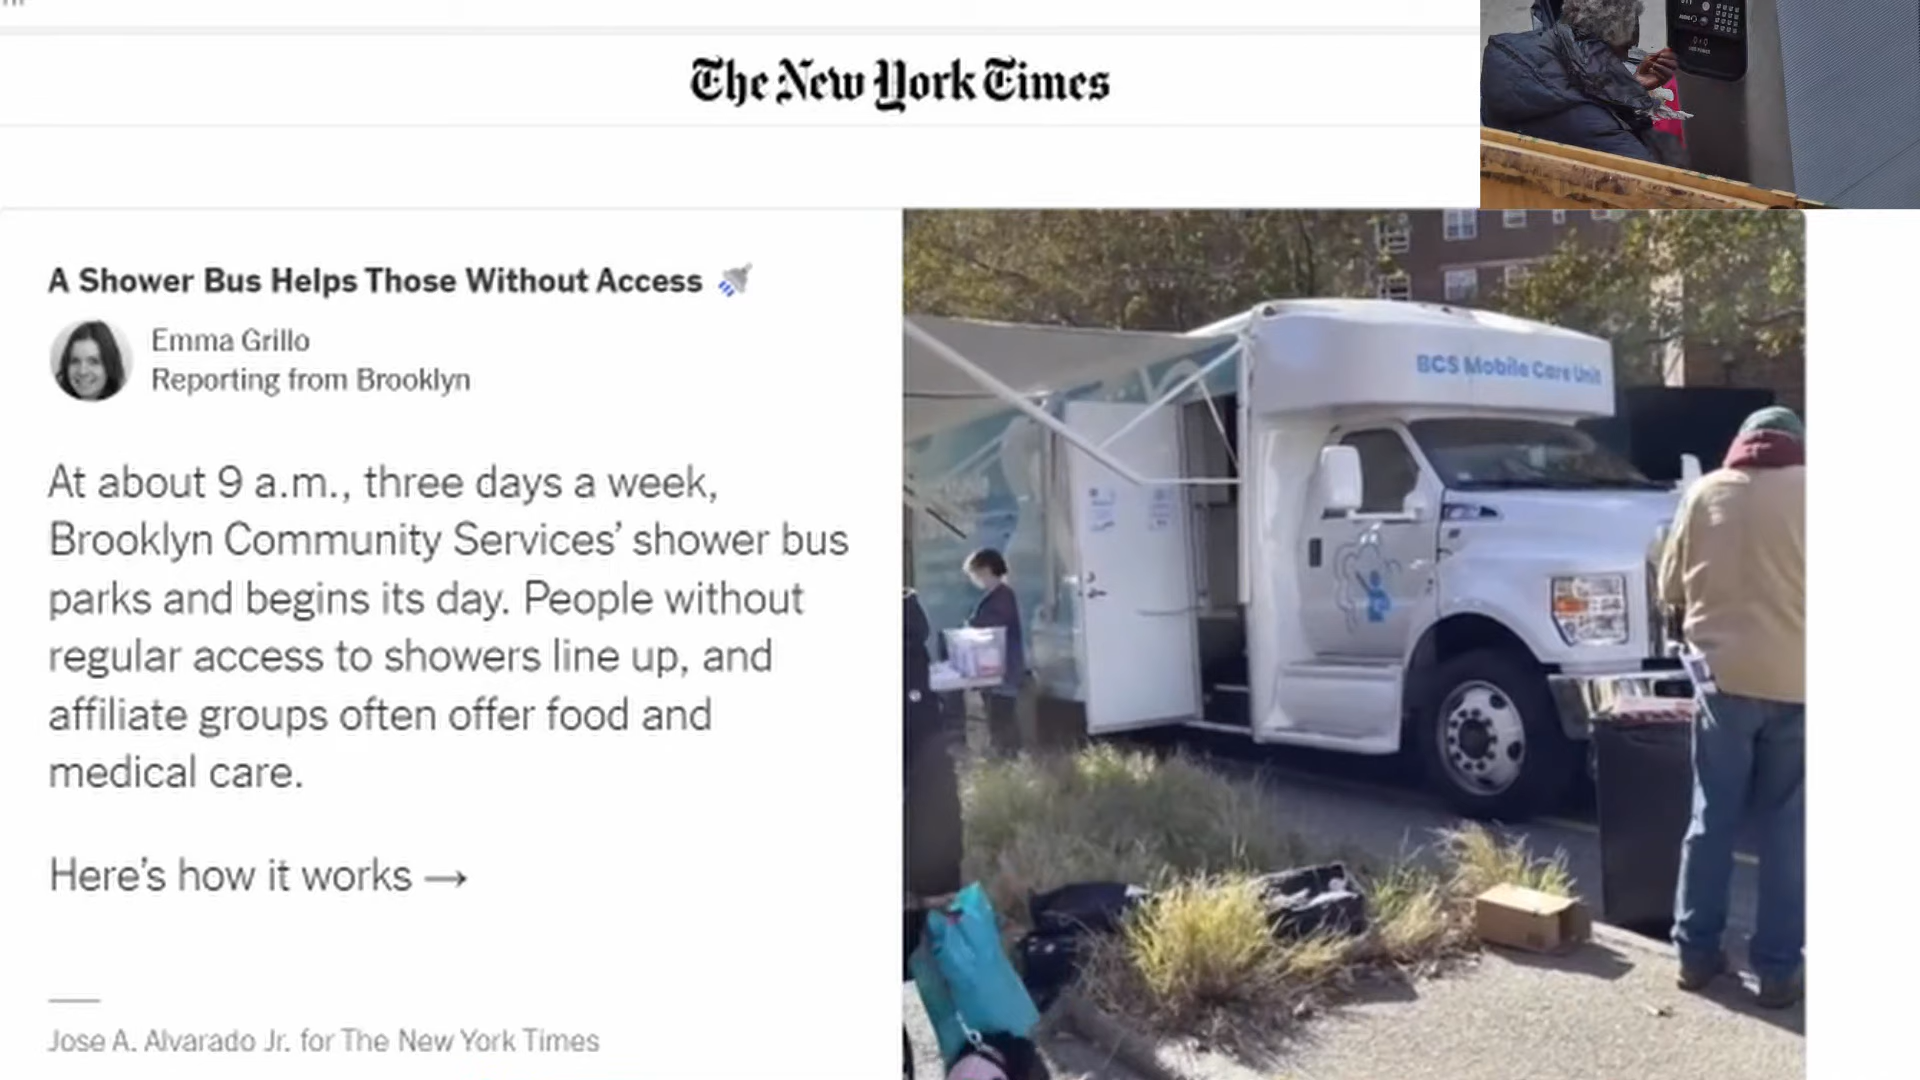 The New York Times
A Shower Bus Helps Those Without Access
Emma Grillo
Reporting from Brooklyn
At about 9 a.m., three days a week,
Brooklyn Community Services’ shower bus
parks and begins its day. People without
regular access to showers line up, and
affiliate groups often offer food and
medical care.
Here’s how it works →
Jose A. Alvarado Jr. for The New York Times
BCS Mobile Care Unit